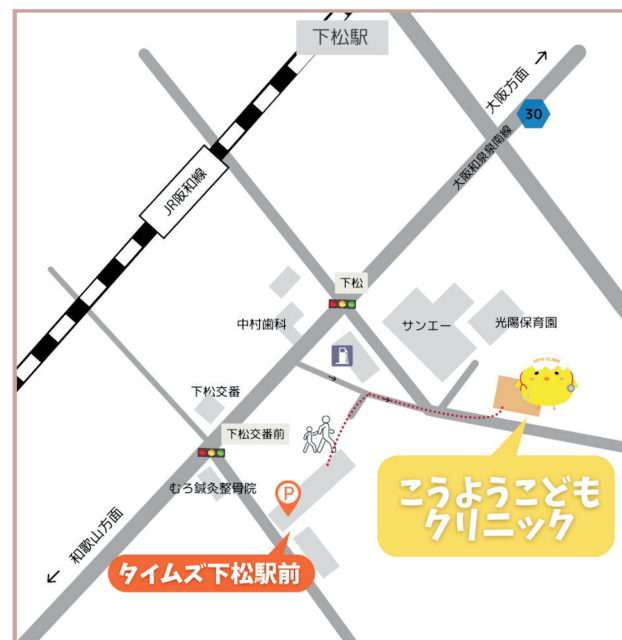 下松駅
大阪方面
30
大阪和泉泉南線
JR阪和線
下松
中村歯科
サンエー
光陽保育園
下松交番
下松交番前
むろ鍼灸整骨院
P
和歌山方面
こうようこども
クリニック
タイムズ下松駅前